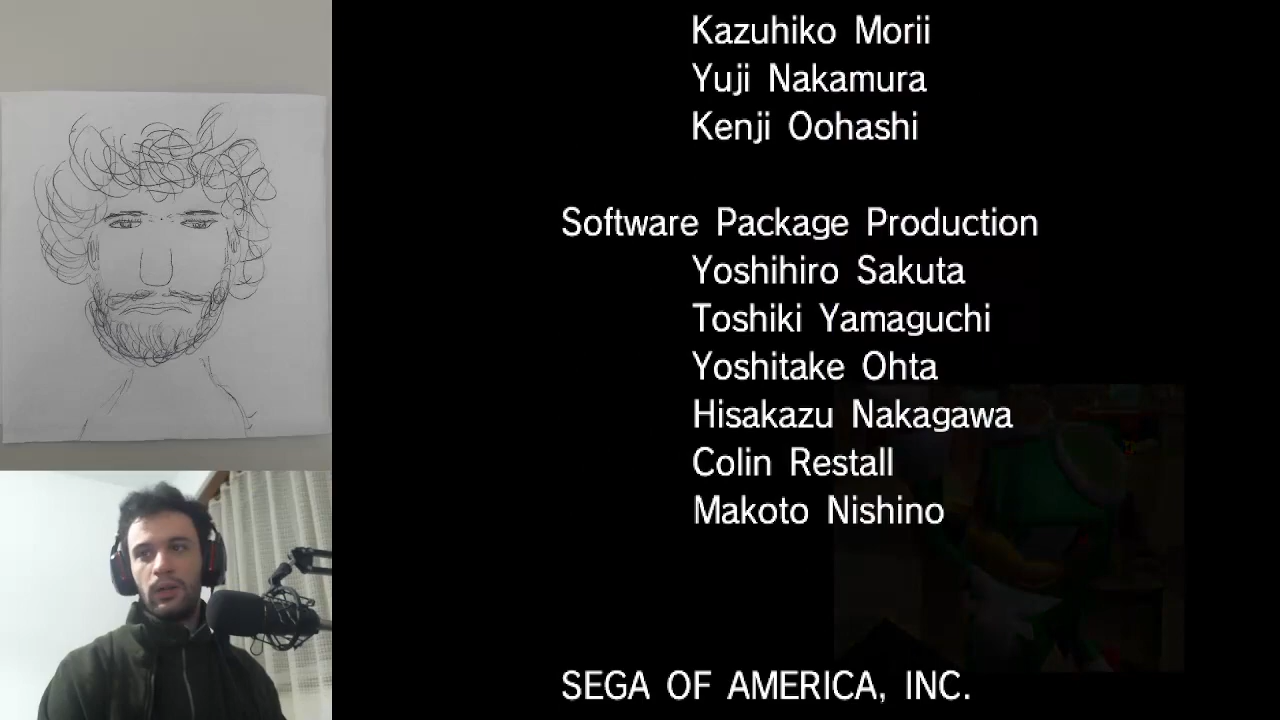 Kazuhiko Morii
Yuji Nakamura
Kenji Oohashi
Software Package Production
Yoshihiro Sakuta
Toshiki Yamaguchi
Yoshitake Ohta
Hisakazu Nakagawa
Colin Restall
Makoto Nishino
SEGA OF AMERICA, INC.